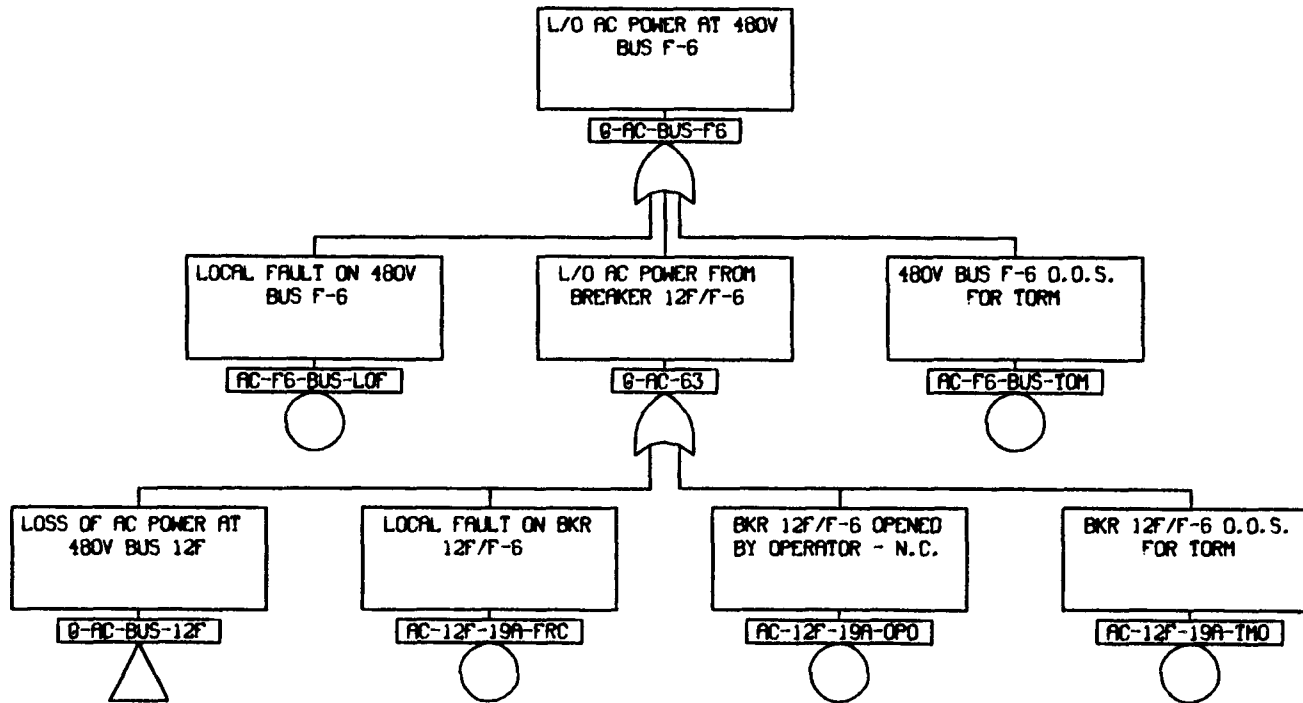 L/O AC POWER AT 480V
BUS F-6
G-AC-BUS-F6
LOCAL FAULT ON 480V
BUS F-6
L/O AC POWER FROM
BREAKER 12F/F-6
480V BUS F-6 O.O.S.
FOR TORM
AC-F6-BUS-LOF
G-AC-63
AC-F6-BUS-TOM
LOSS OF AC POWER AT
480V BUS 12F
LOCAL FAULT ON BKR
12F/F-6
BKR 12F/F-6 OPENED
BY OPERATOR - N.C.
BKR 12F/F-6 O.O.S.
FOR TORM
G-AC-BUS-12F
AC-12F-19A-FRC
AC-12F-19A-OPO
AC-12F-19A-TMO